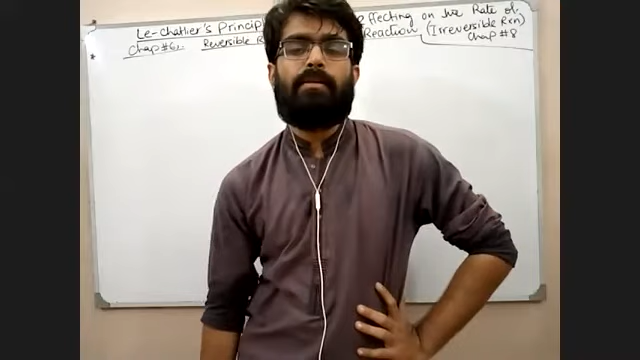 Le-chatlier's Princip
ffecting on the Rate of
Chap #6
Reversible R
Reaction (Irreversible Rxn)
Chap #8